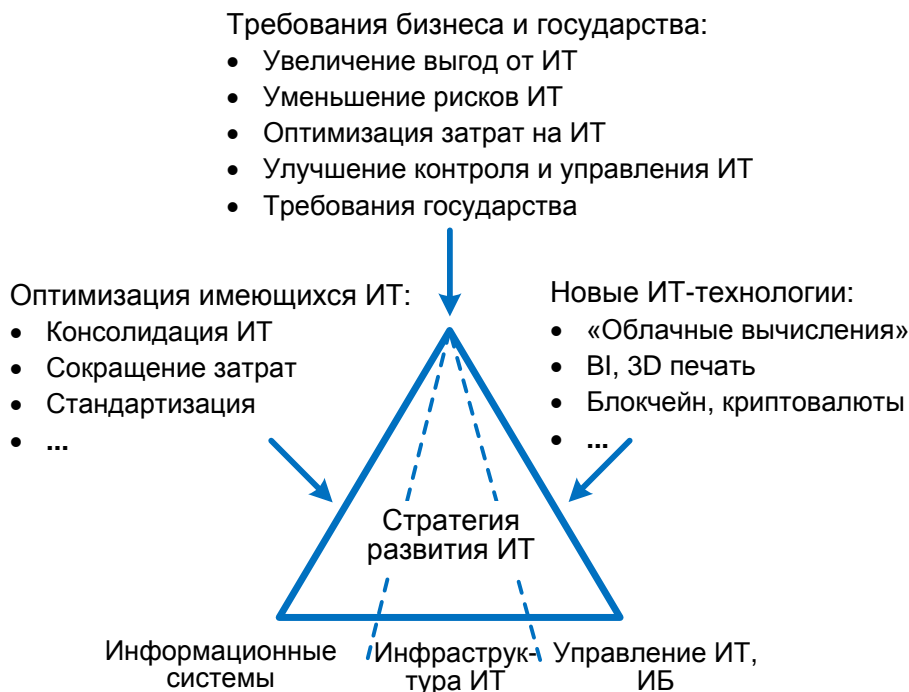 Требования бизнеса и государства:
• Увеличение выгод от ИТ
• Уменьшение рисков ИТ
• Оптимизация затрат на ИТ
• Улучшение контроля и управления ИТ
• Требования государства
Оптимизация имеющихся ИТ:
• Консолидация ИТ
• Сокращение затрат
• Стандартизация
• ...
Новые ИТ-технологии:
• «Облачные вычисления»
• BI, 3D печать
• Блокчейн, криптовалюты
• ...
Стратегия
развития ИТ
Информационные
системы
Инфраструк-
тура ИТ
Управление ИТ,
ИБ